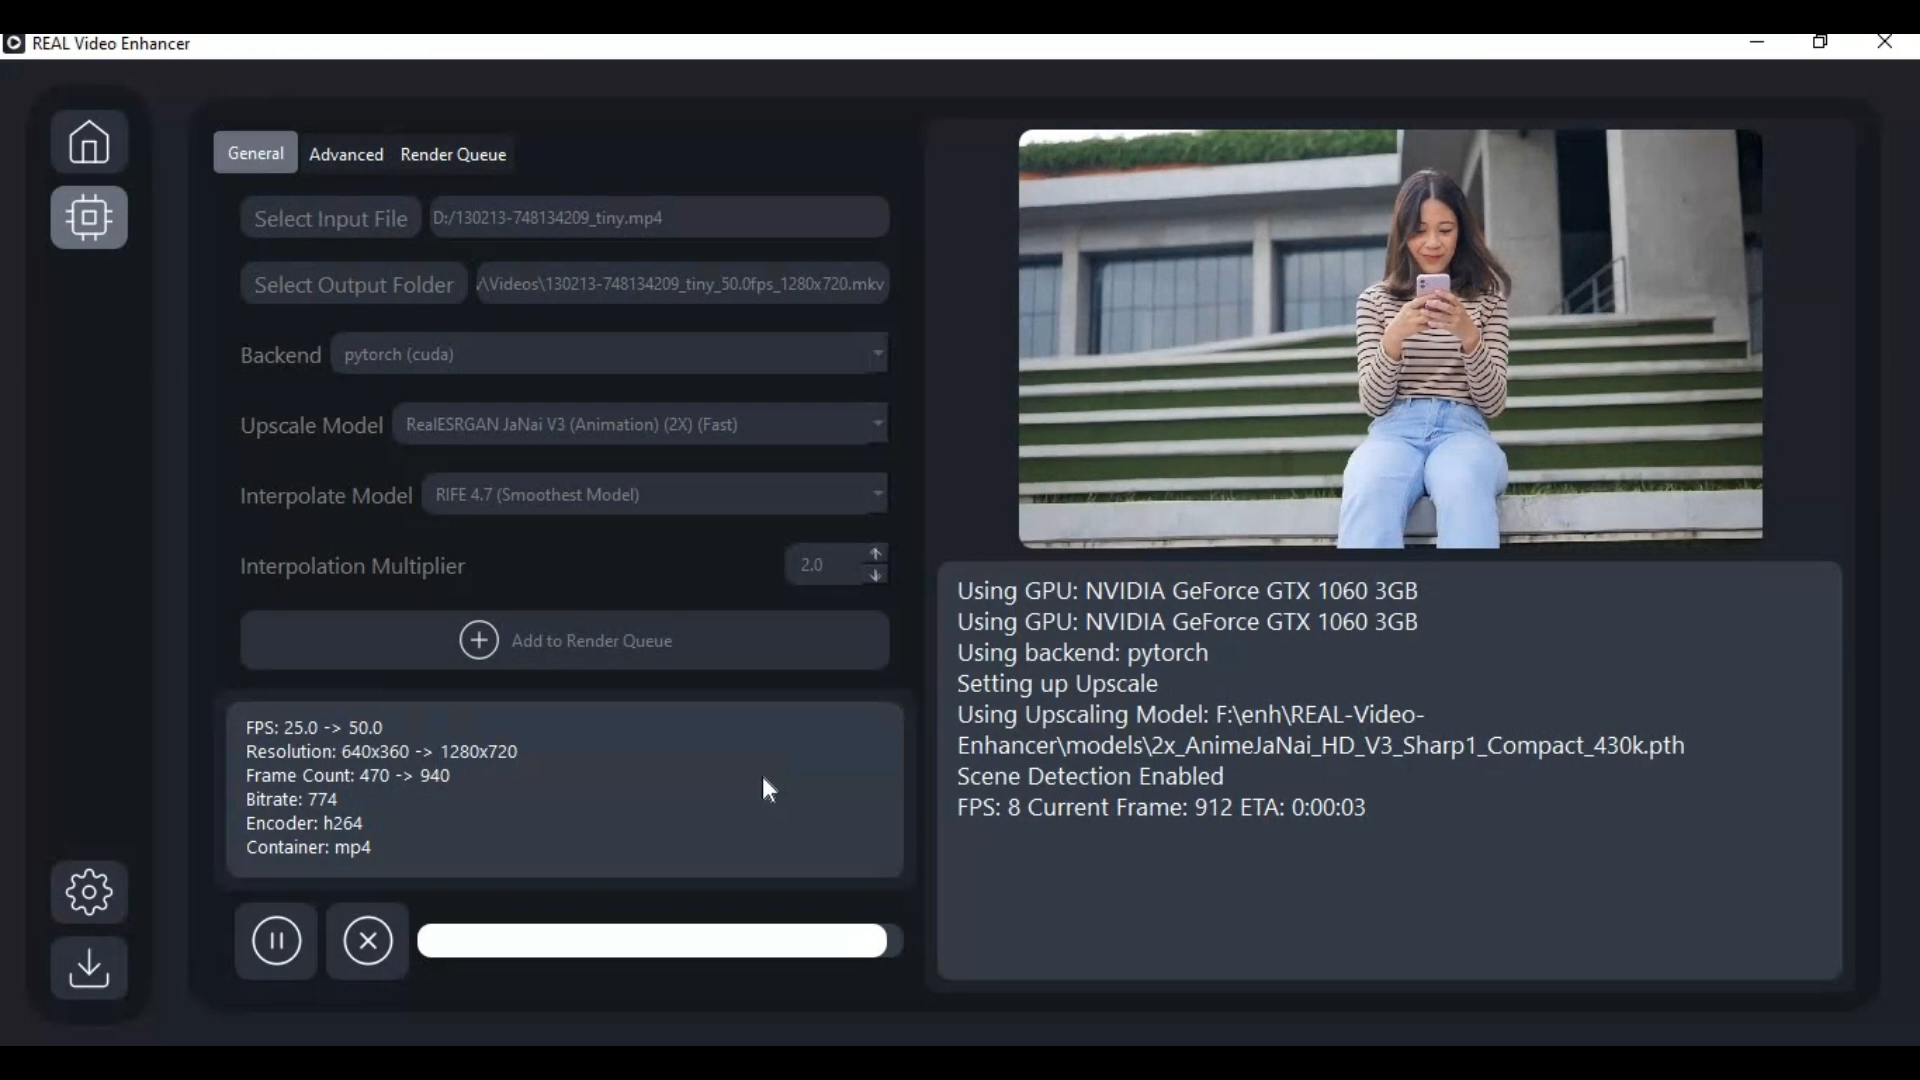 REAL Video Enhancer
General Advanced Render Queue
Select Input File D:/130213-748134209_tiny.mp4
Select Output Folder \Videos\130213-748134209_tiny_50.0fps_1280x720.mkv
Backend pytorch (cuda)
Upscale Model RealESRGAN JaNai V3 (Animation) (2X) (Fast)
Interpolate Model RIFE 4.7 (Smoothest Model)
Interpolation Multiplier 2.0
Add to Render Queue
FPS: 25.0 -> 50.0
Resolution: 640x360 -> 1280x720
Frame Count: 470 -> 940
Bitrate: 774
Encoder: h264
Container: mp4
Using GPU: NVIDIA GeForce GTX 1060 3GB
Using GPU: NVIDIA GeForce GTX 1060 3GB
Using backend: pytorch
Setting up Upscale
Using Upscaling Model: F:\enh\REAL-Video-
Enhancer\models\2x_AnimeJaNai_HD_V3_Sharp1_Compact_430k.pth
Scene Detection Enabled
FPS: 8 Current Frame: 912 ETA: 0:00:03